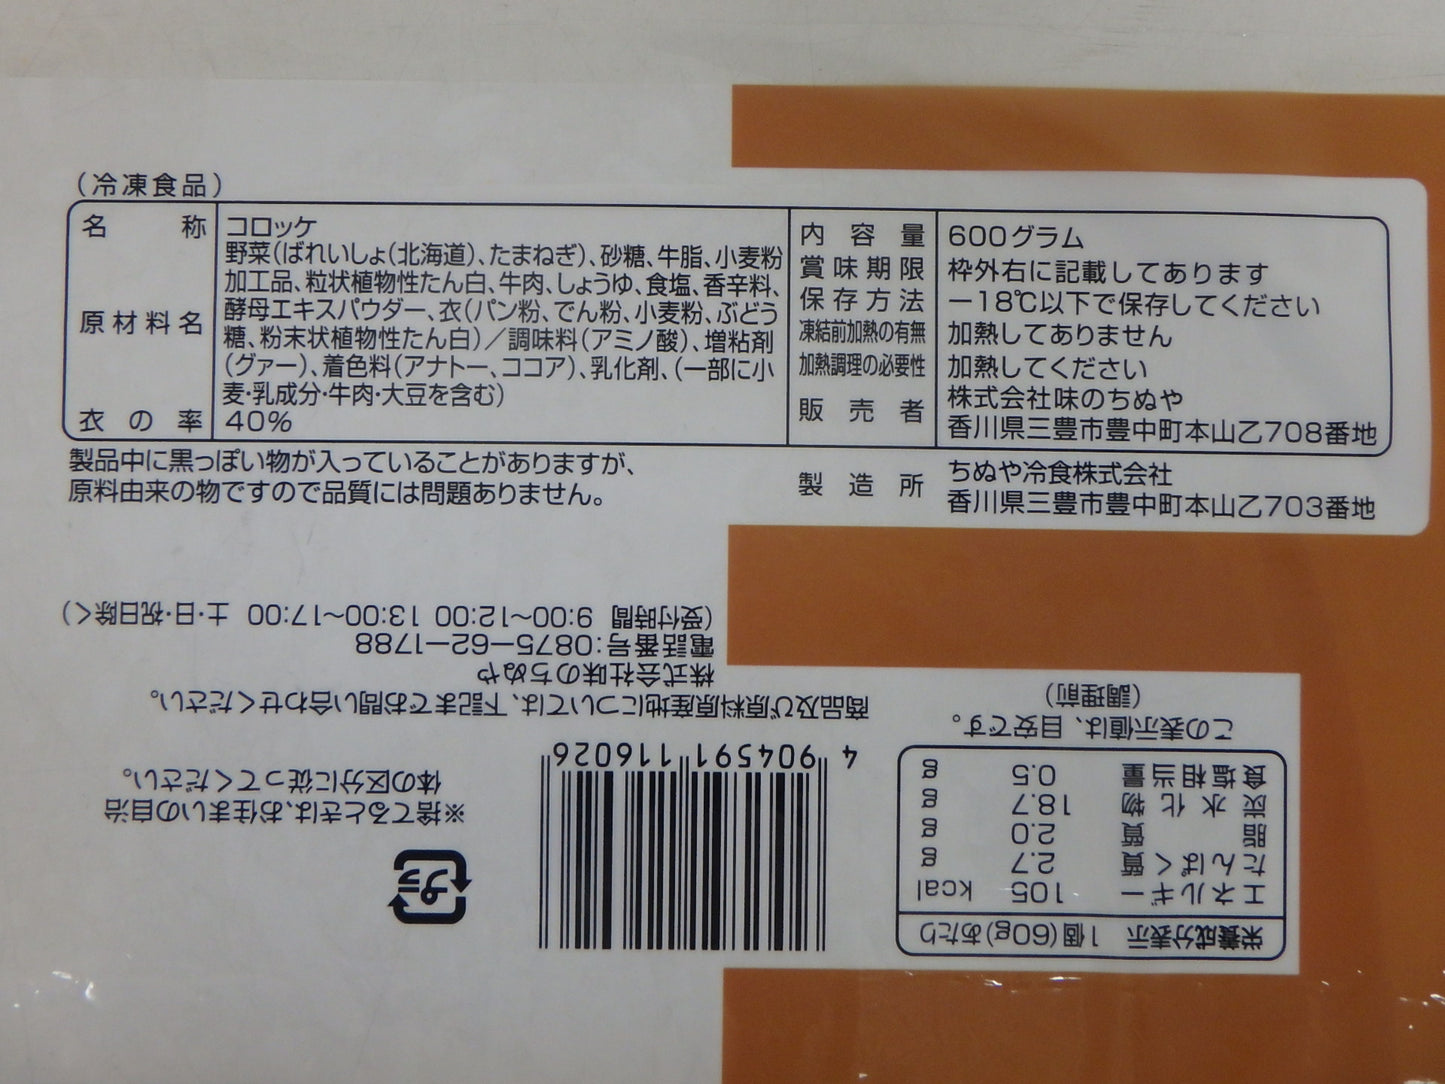 (冷凍食品)
名称 コロッケ
原材料名 野菜(ばれいしょ(北海道)、たまねぎ)、砂糖、牛脂、小麦粉
加工品、粒状植物性たん白、牛肉、しょうゆ、食塩、香辛料、
酵母エキスパウダー、衣(パン粉、でん粉、小麦粉、ぶどう
糖、粉末状植物性たん白)/調味料(アミノ酸)、増粘剤
(グァー)、着色料(アナトー、ココア)、乳化剤、(一部に小
麦・乳成分・牛肉・大豆を含む)
衣の率 40%
内容量 600グラム
賞味期限 枠外右に記載してあります
保存方法 ー18℃以下で保存してください
凍結前加熱の有無 加熱してありません
加熱調理の必要性 加熱してください
販売者 株式会社味のちぬや
香川県三豊市豊中町本山乙708番地
製造所 ちぬや冷食株式会社
香川県三豊市豊中町本山乙703番地
製品中に黒っぽい物が入っていることがありますが、
原料由来の物ですので品質には問題ありません。
栄養成分表示 1個(60g)あたり
エネルギー 105 kcal
たんぱく質 2.7 g
脂質 2.0 g
炭水化物 18.7 g
食塩相当量 0.5 g
この表示値は、目安です。
(調理前)
プラ
※捨てるときは、お住まいの自治
体の区分に従ってください。
4 904591 116026
商品及び原料原産地については、下記までお問い合わせください。
株式会社味のちぬや
電話番号:0875ー62ー1788
(受付時間 9:00〜12:00 13:00〜17:00 土・日・祝日除く)